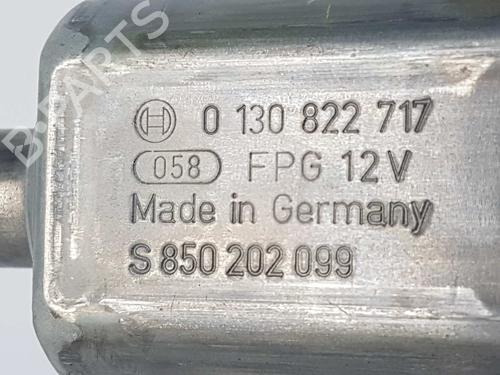 B-PARTS
0 130 822 717
058 FPG 12V
Made in Germany
S 850 202 099